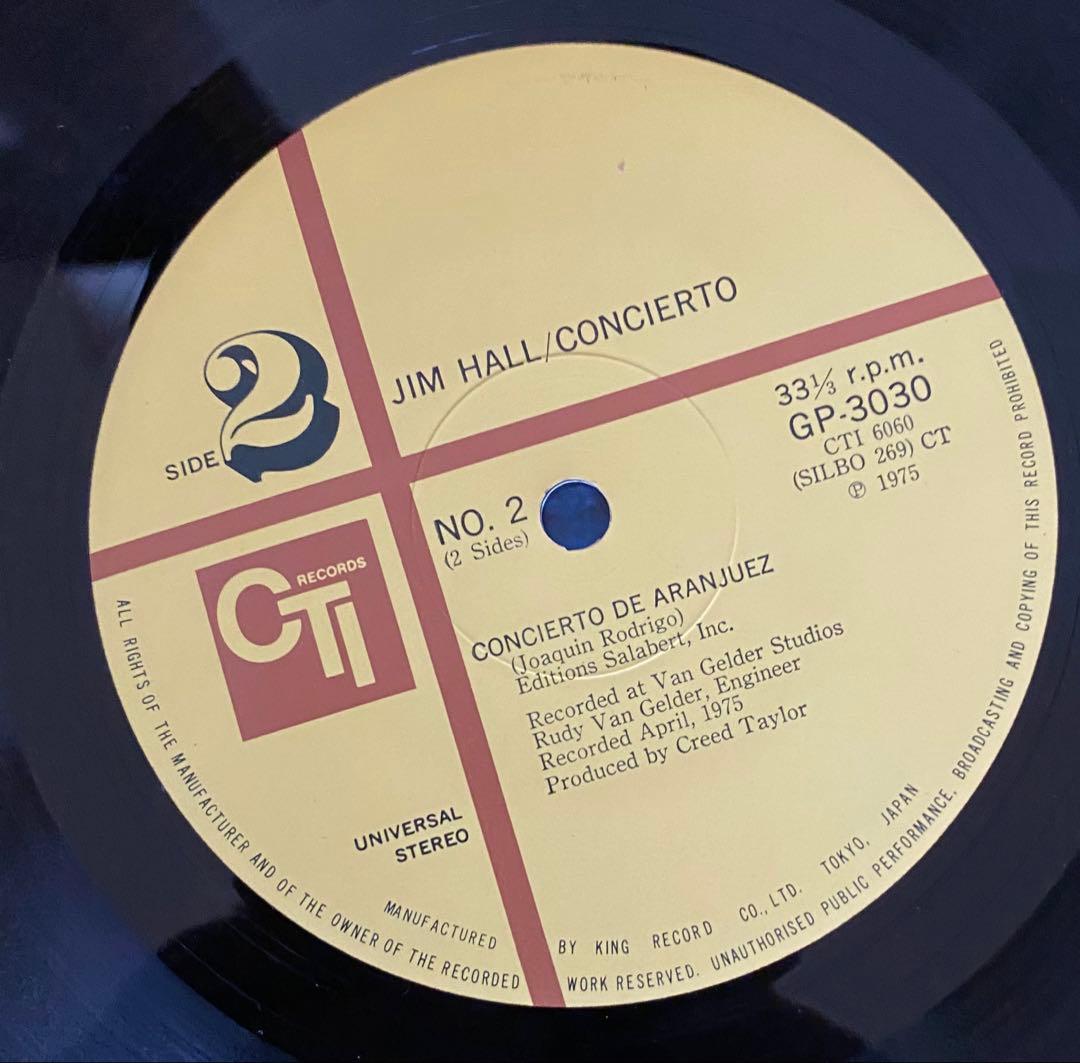 JIM HALL/CONCIERTO
SIDE 2
33⅓ r.p.m.
GP-3030
CTI 6060
(SILBO 269) CT
Ⓟ 1975
NO. 2
(2 Sides)
CTI RECORDS
CONCIERTO DE ARANJUEZ
(Joaquin Rodrigo)
Editions Salabert, Inc.
Recorded at Van Gelder Studios
Rudy Van Gelder, Engineer
Recorded April, 1975
Produced by Creed Taylor
UNIVERSAL
STEREO
MANUFACTURED BY KING RECORD CO., LTD. TOKYO, JAPAN
ALL RIGHTS OF THE MANUFACTURER AND OF THE OWNER OF THE RECORDED WORK RESERVED. UNAUTHORISED PUBLIC PERFORMANCE, BROADCASTING AND COPYING OF THIS RECORD PROHIBITED